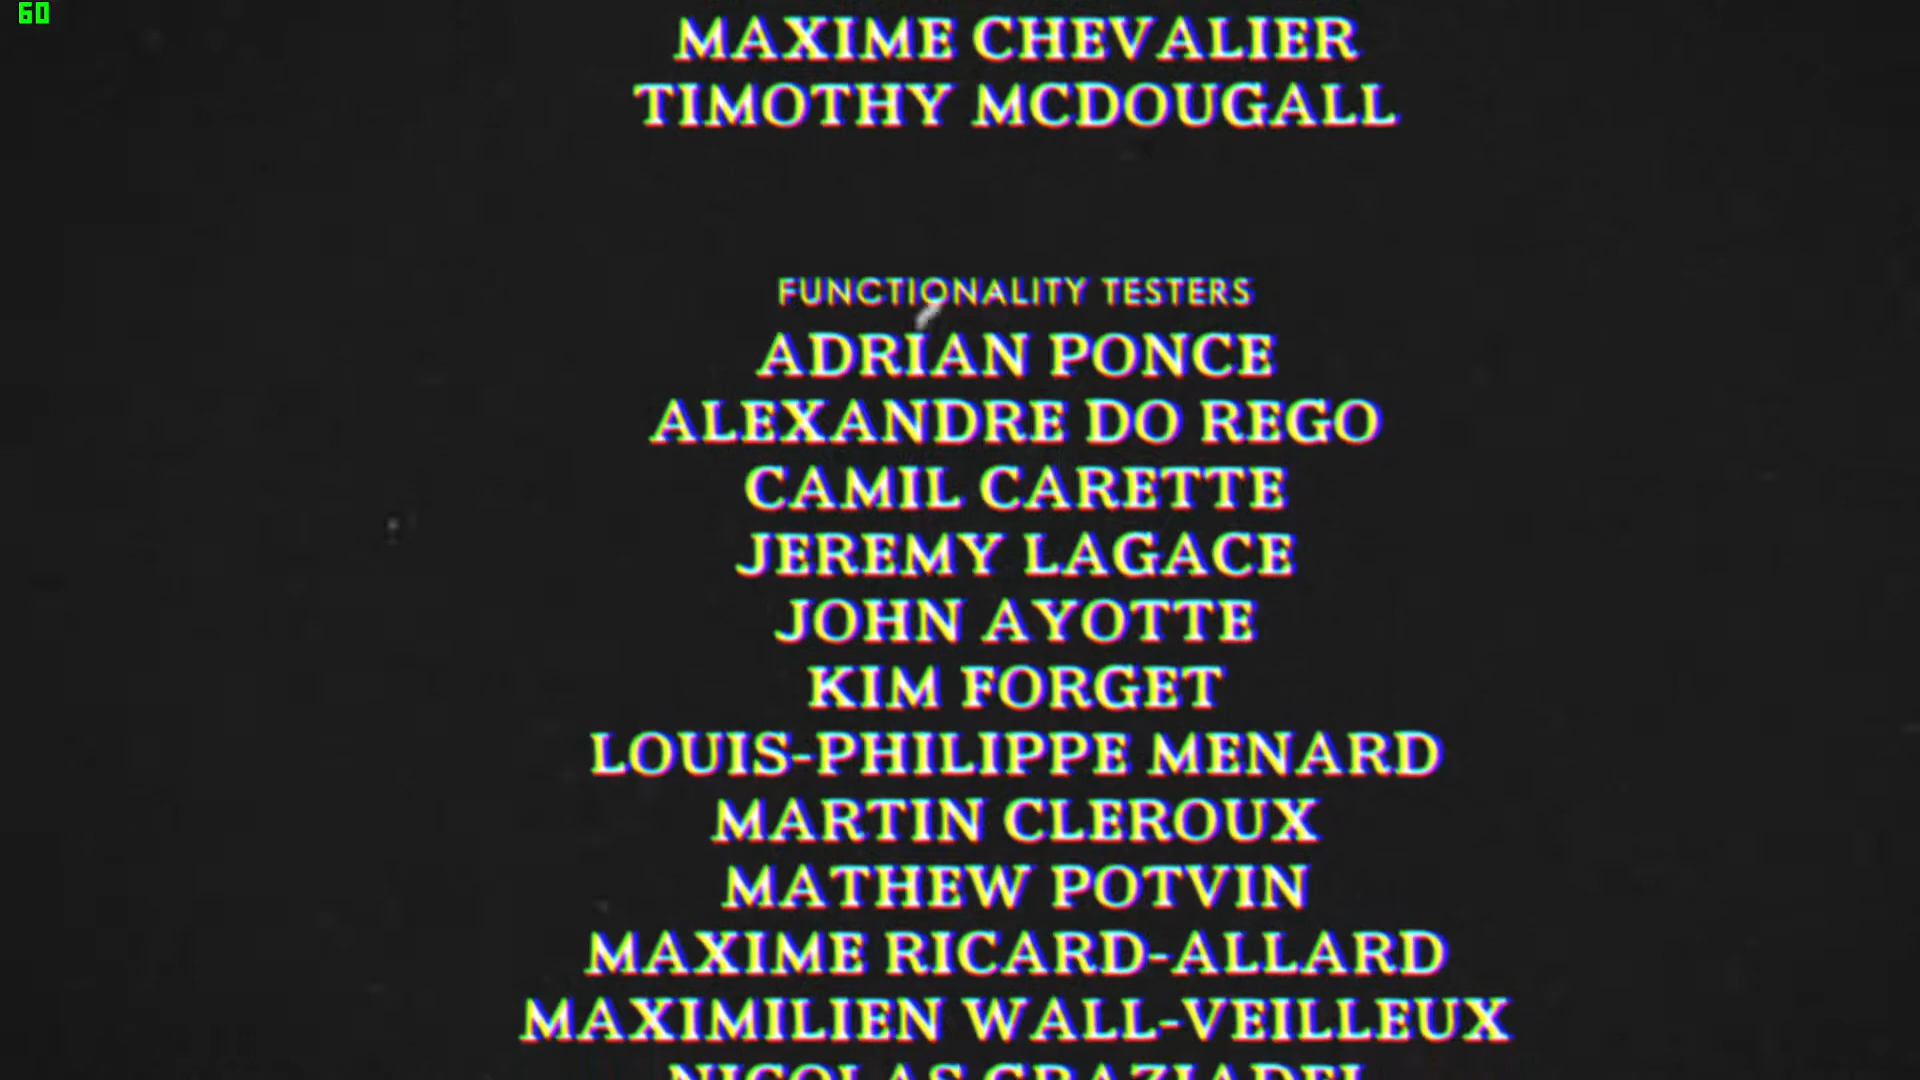 60
MAXIME CHEVALIER
TIMOTHY MCDOUGALL
FUNCTIONALITY TESTERS
ADRIAN PONCE
ALEXANDRE DO REGO
CAMIL CARETTE
JEREMY LAGACE
JOHN AYOTTE
KIM FORGET
LOUIS-PHILIPPE MENARD
MARTIN CLEROUX
MATHEW POTVIN
MAXIME RICARD-ALLARD
MAXIMILIEN WALL-VEILLEUX
NICOLAS